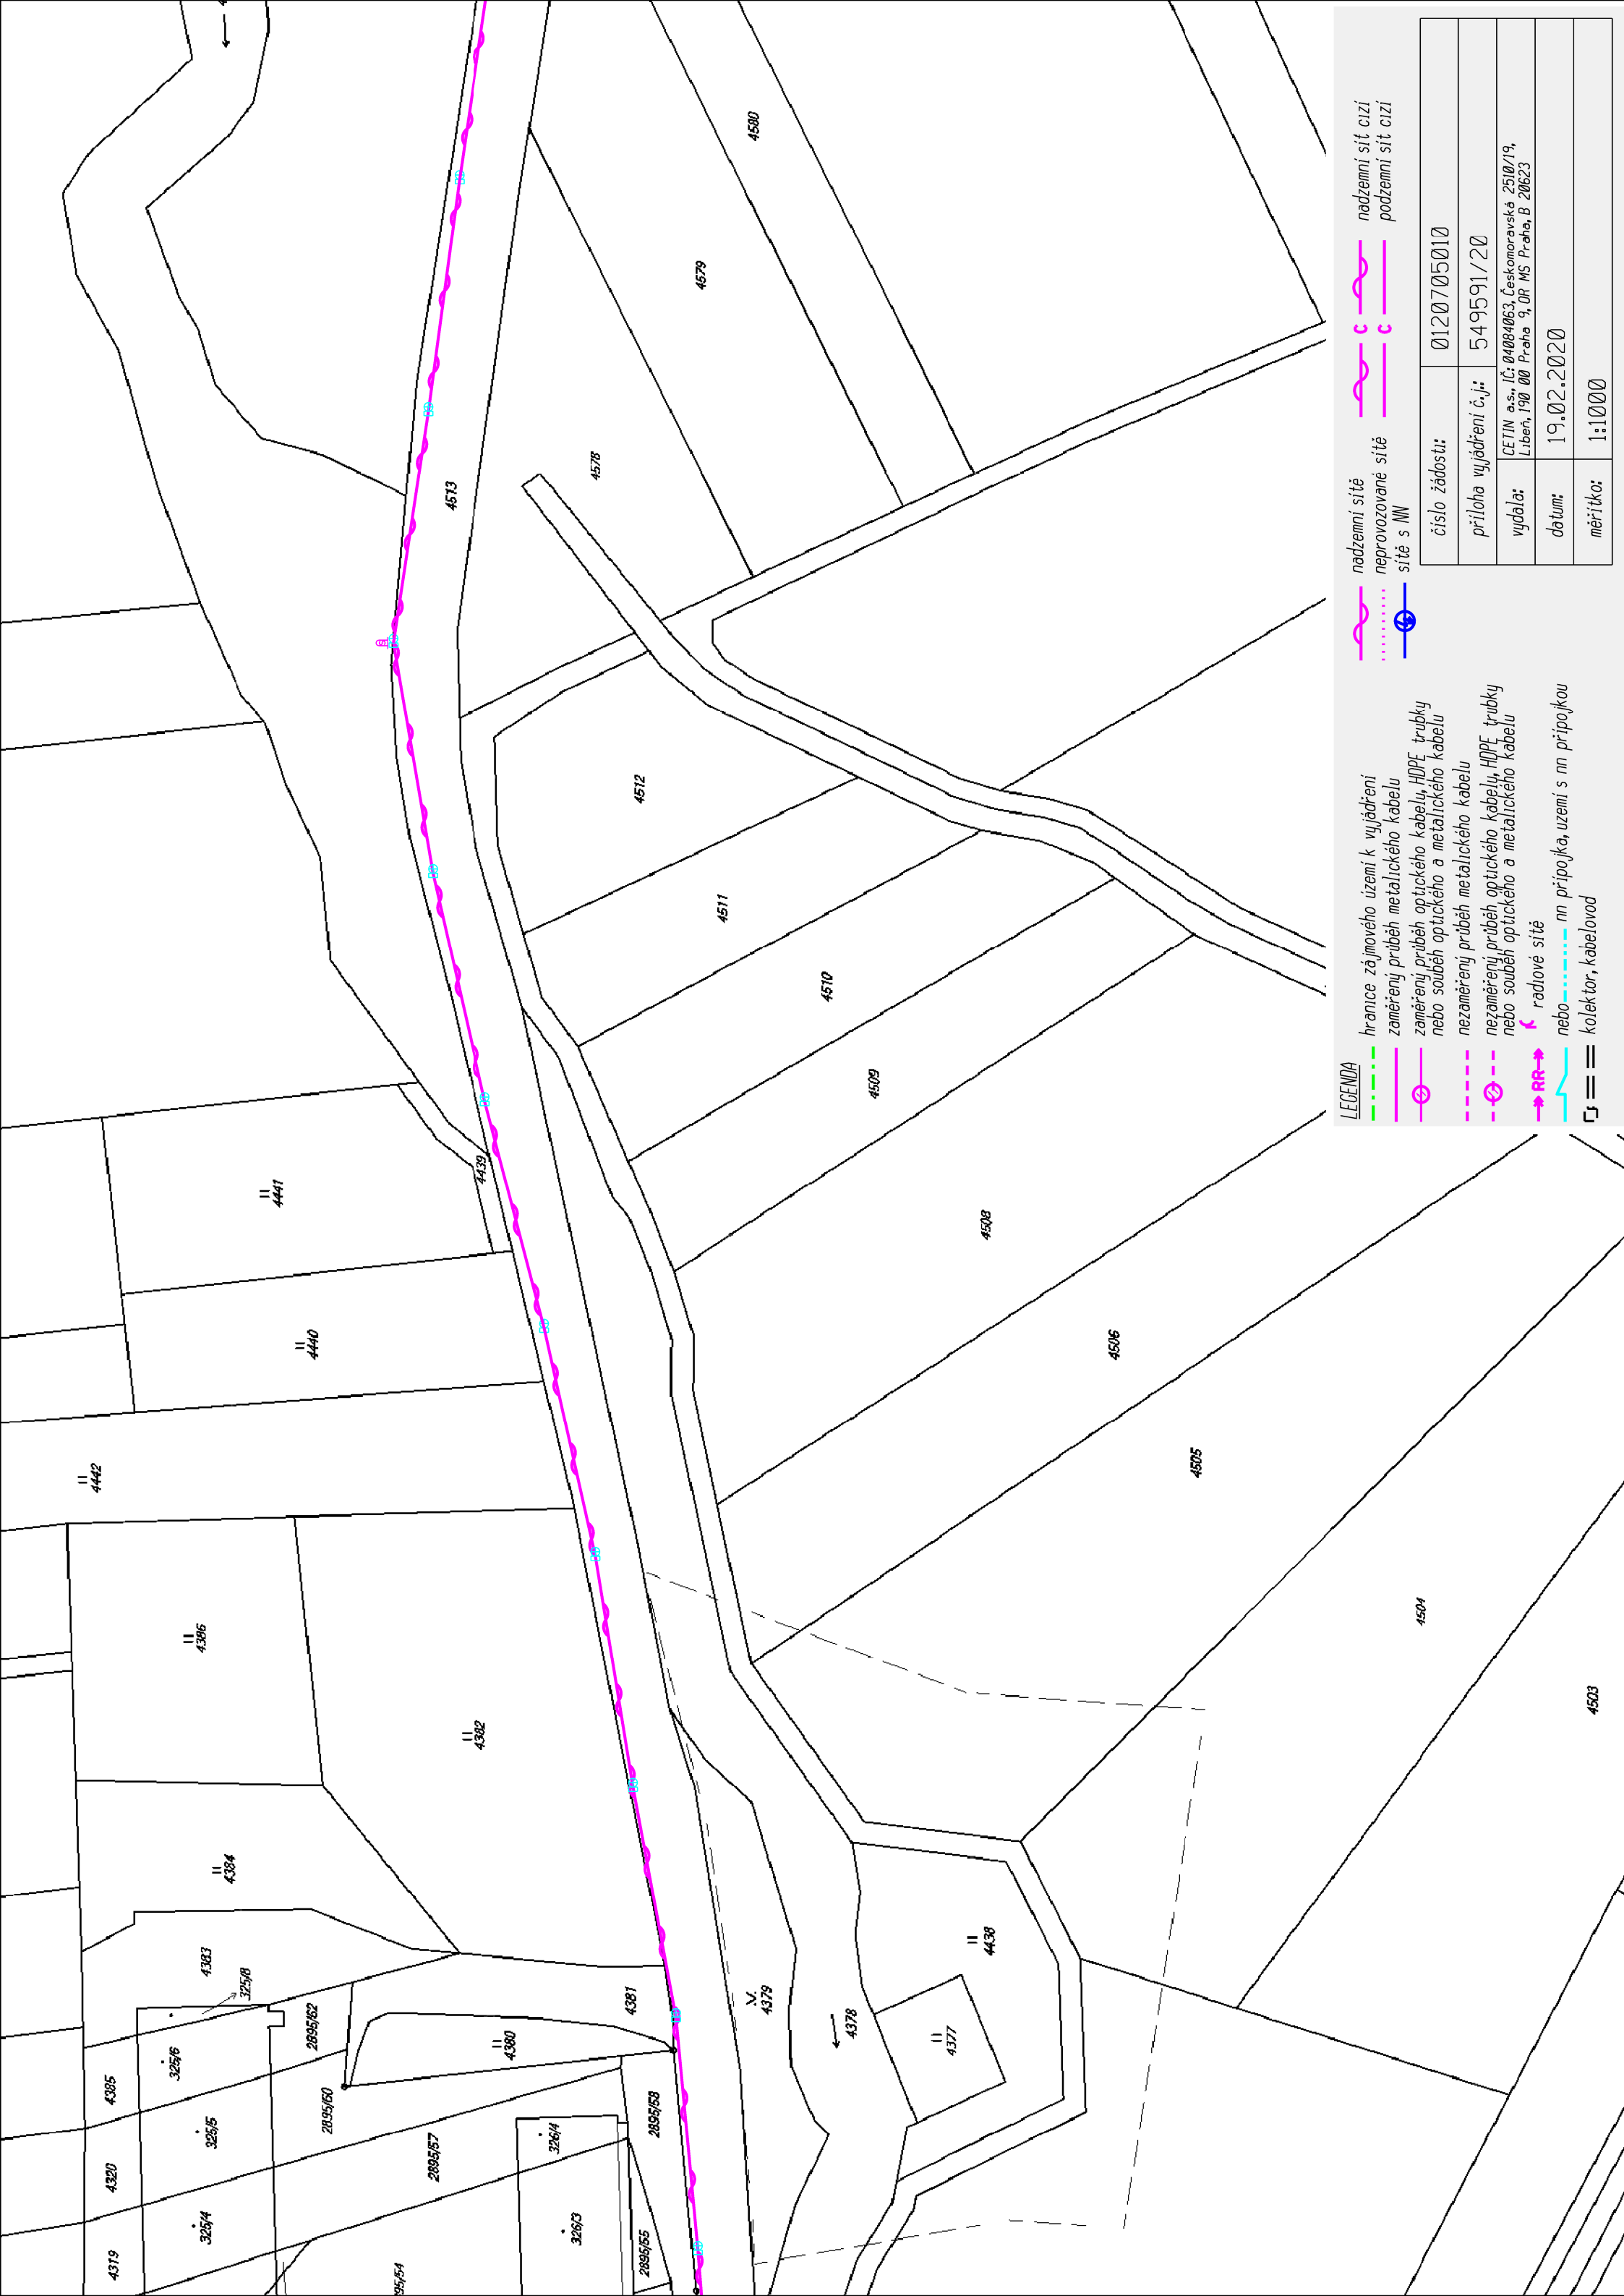 4580
4579
4578
4513
4512
4511
4510
4509
4508
4506
4505
4504
4503
4439
4441
4440
4442
4386
4382
4384
4383
325/8
325/6
325/5
325/4
4385
4320
4319
2895/62
2895/60
2895/57
4381
4380
2895/58
326/4
326/3
2895/55
95/54
4379
4378
4377
4438
LEGENDA
hranice zájmového území k vyjádření
zaměřený průběh metalického kabelu
zaměřený průběh optického kabelu, HDPE trubky
nebo souběh optického a metalického kabelu
nezaměřený průběh metalického kabelu
nezaměřený průběh optického kabelu, HDPE trubky
nebo souběh optického a metalického kabelu
RR radiové sítě
nebo nn přípojka, uzemí s nn přípojkou
kolektor, kabelovod
nadzemní sítě
neprovozované sítě
sítě s NN
C nadzemní síť cizí
C podzemní síť cizí
číslo žádosti: 0120705010
příloha vyjádření č.j.: 549591/20
vydala: CETIN a.s., IČ: 04084063, Českomoravská 2510/19,
Libeň, 190 00 Praha 9, OR MS Praha, B 20623
datum: 19.02.2020
měřítko: 1:1000